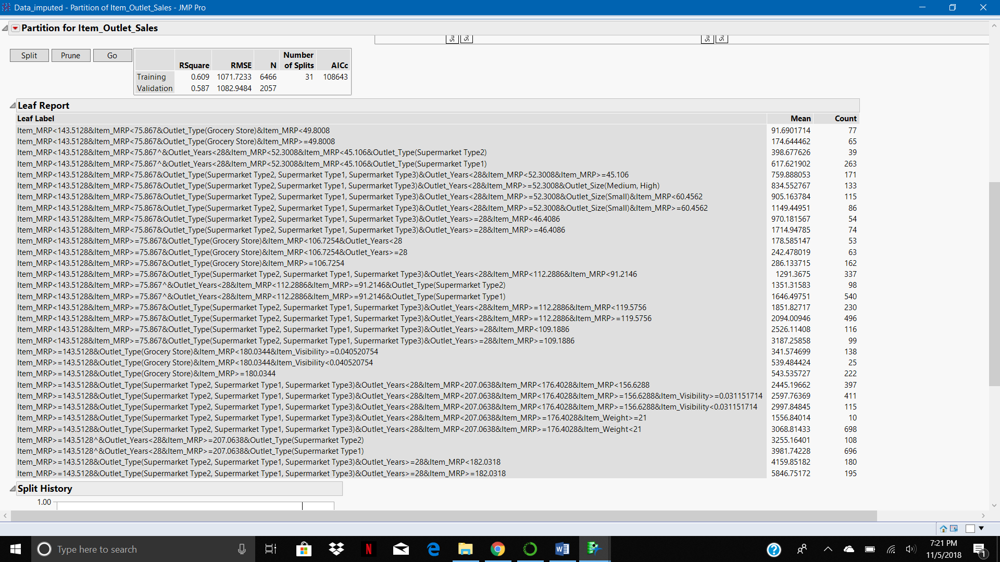 Data_imputed - Partition of Item_Outlet_Sales - JMP Pro
Partition for Item_Outlet_Sales
Su Su Su Su
Split Prune Go
Number
RSquare RMSE N of Splits AICc
Training 0.609 1071.7233 6466 31 108643
Validation 0.587 1082.9484 2057
Leaf Report
Leaf Label Mean Count
Item_MRP<143.5128&Item_MRP<75.867&Outlet_Type(Grocery Store)&Item_MRP<49.8008 91.6901714 77
Item_MRP<143.5128&Item_MRP<75.867&Outlet_Type(Grocery Store)&Item_MRP>=49.8008 174.644462 65
Item_MRP<143.5128&Item_MRP<75.867^&Outlet_Years<28&Item_MRP<52.3008&Item_MRP<45.106&Outlet_Type(Supermarket Type2) 398.677626 39
Item_MRP<143.5128&Item_MRP<75.867^&Outlet_Years<28&Item_MRP<52.3008&Item_MRP<45.106&Outlet_Type(Supermarket Type1) 617.621902 263
Item_MRP<143.5128&Item_MRP<75.867&Outlet_Type(Supermarket Type2, Supermarket Type1, Supermarket Type3)&Outlet_Years<28&Item_MRP<52.3008&Item_MRP>=45.106 759.888053 171
Item_MRP<143.5128&Item_MRP<75.867&Outlet_Type(Supermarket Type2, Supermarket Type1, Supermarket Type3)&Outlet_Years<28&Item_MRP>=52.3008&Outlet_Size(Medium, High) 834.552767 133
Item_MRP<143.5128&Item_MRP<75.867&Outlet_Type(Supermarket Type2, Supermarket Type1, Supermarket Type3)&Outlet_Years<28&Item_MRP>=52.3008&Outlet_Size(Small)&Item_MRP<60.4562 905.163784 115
Item_MRP<143.5128&Item_MRP<75.867&Outlet_Type(Supermarket Type2, Supermarket Type1, Supermarket Type3)&Outlet_Years<28&Item_MRP>=52.3008&Outlet_Size(Small)&Item_MRP>=60.4562 1149.44951 86
Item_MRP<143.5128&Item_MRP<75.867&Outlet_Type(Supermarket Type2, Supermarket Type1, Supermarket Type3)&Outlet_Years>=28&Item_MRP<46.4086 970.181567 54
Item_MRP<143.5128&Item_MRP<75.867&Outlet_Type(Supermarket Type2, Supermarket Type1, Supermarket Type3)&Outlet_Years>=28&Item_MRP>=46.4086 1714.94785 74
Item_MRP<143.5128&Item_MRP>=75.867&Outlet_Type(Grocery Store)&Item_MRP<106.7254&Outlet_Years<28 178.585147 53
Item_MRP<143.5128&Item_MRP>=75.867&Outlet_Type(Grocery Store)&Item_MRP<106.7254&Outlet_Years>=28 242.478019 63
Item_MRP<143.5128&Item_MRP>=75.867&Outlet_Type(Grocery Store)&Item_MRP>=106.7254 286.133715 162
Item_MRP<143.5128&Item_MRP>=75.867&Outlet_Type(Supermarket Type2, Supermarket Type1, Supermarket Type3)&Outlet_Years<28&Item_MRP<112.2886&Item_MRP<91.2146 1291.3675 337
Item_MRP<143.5128&Item_MRP>=75.867^&Outlet_Years<28&Item_MRP<112.2886&Item_MRP>=91.2146&Outlet_Type(Supermarket Type2) 1351.31583 98
Item_MRP<143.5128&Item_MRP>=75.867^&Outlet_Years<28&Item_MRP<112.2886&Item_MRP>=91.2146&Outlet_Type(Supermarket Type1) 1646.49751 540
Item_MRP<143.5128&Item_MRP>=75.867&Outlet_Type(Supermarket Type2, Supermarket Type1, Supermarket Type3)&Outlet_Years<28&Item_MRP>=112.2886&Item_MRP<119.5756 1851.82717 230
Item_MRP<143.5128&Item_MRP>=75.867&Outlet_Type(Supermarket Type2, Supermarket Type1, Supermarket Type3)&Outlet_Years<28&Item_MRP>=112.2886&Item_MRP>=119.5756 2094.00946 496
Item_MRP<143.5128&Item_MRP>=75.867&Outlet_Type(Supermarket Type2, Supermarket Type1, Supermarket Type3)&Outlet_Years>=28&Item_MRP<109.1886 2526.11408 116
Item_MRP<143.5128&Item_MRP>=75.867&Outlet_Type(Supermarket Type2, Supermarket Type1, Supermarket Type3)&Outlet_Years>=28&Item_MRP>=109.1886 3187.25858 99
Item_MRP>=143.5128&Outlet_Type(Grocery Store)&Item_MRP<180.0344&Item_Visibility>=0.040520754 341.574699 138
Item_MRP>=143.5128&Outlet_Type(Grocery Store)&Item_MRP<180.0344&Item_Visibility<0.040520754 539.484424 25
Item_MRP>=143.5128&Outlet_Type(Grocery Store)&Item_MRP>=180.0344 543.535727 222
Item_MRP>=143.5128&Outlet_Type(Supermarket Type2, Supermarket Type1, Supermarket Type3)&Outlet_Years<28&Item_MRP<207.0638&Item_MRP<176.4028&Item_MRP<156.6288 2445.19662 397
Item_MRP>=143.5128&Outlet_Type(Supermarket Type2, Supermarket Type1, Supermarket Type3)&Outlet_Years<28&Item_MRP<207.0638&Item_MRP<176.4028&Item_MRP>=156.6288&Item_Visibility>=0.031151714 2597.76369 411
Item_MRP>=143.5128&Outlet_Type(Supermarket Type2, Supermarket Type1, Supermarket Type3)&Outlet_Years<28&Item_MRP<207.0638&Item_MRP<176.4028&Item_MRP>=156.6288&Item_Visibility<0.031151714 2997.84845 115
Item_MRP>=143.5128&Outlet_Type(Supermarket Type2, Supermarket Type1, Supermarket Type3)&Outlet_Years<28&Item_MRP<207.0638&Item_MRP>=176.4028&Item_Weight>=21 1556.84014 10
Item_MRP>=143.5128&Outlet_Type(Supermarket Type2, Supermarket Type1, Supermarket Type3)&Outlet_Years<28&Item_MRP<207.0638&Item_MRP>=176.4028&Item_Weight<21 3068.81433 698
Item_MRP>=143.5128^&Outlet_Years<28&Item_MRP>=207.0638&Outlet_Type(Supermarket Type2) 3255.16401 108
Item_MRP>=143.5128^&Outlet_Years<28&Item_MRP>=207.0638&Outlet_Type(Supermarket Type1) 3981.74228 696
Item_MRP>=143.5128&Outlet_Type(Supermarket Type2, Supermarket Type1, Supermarket Type3)&Outlet_Years>=28&Item_MRP<182.0318 4159.85182 180
Item_MRP>=143.5128&Outlet_Type(Supermarket Type2, Supermarket Type1, Supermarket Type3)&Outlet_Years>=28&Item_MRP>=182.0318 5846.75172 195
Split History
1.00
Type here to search
7:21 PM
11/5/2018
1